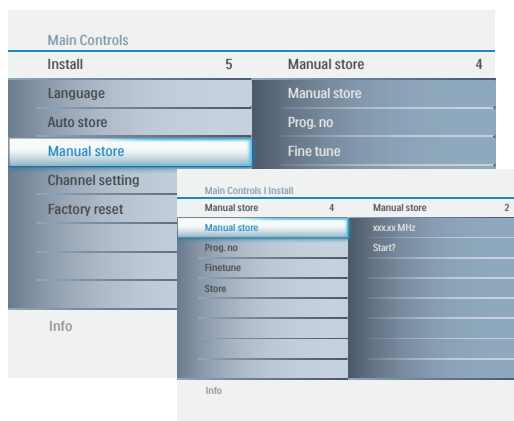 Main Controls
Install 5 Manual store 4
Language Manual store
Auto store Prog. no
Manual store Fine tune
Channel setting
Factory reset
Info
Main Controls I Install
Manual store 4 Manual store 2
Manual store xxx.xx MHz
Prog. no Start?
Finetune
Store
Info